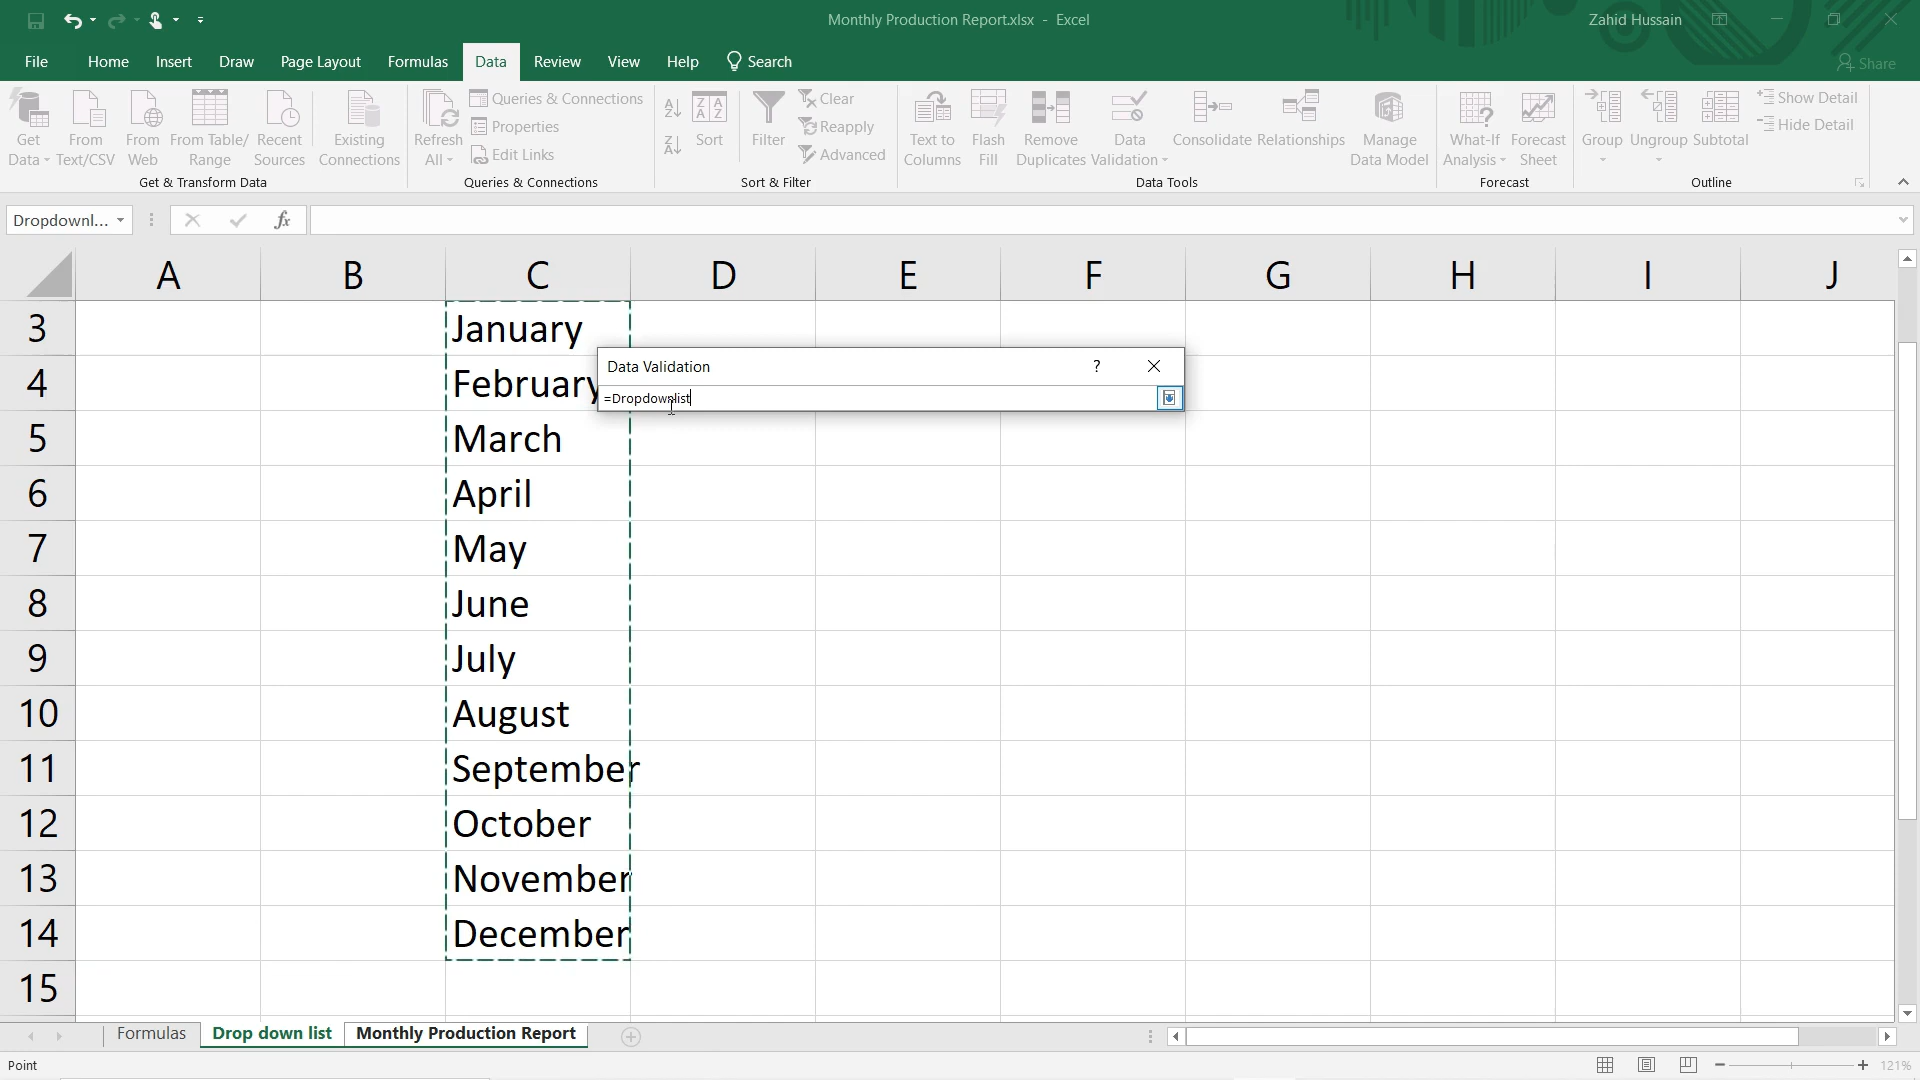 Monthly Production Report.xlsx - Excel
Zahid Hussain
File Home Insert Draw Page Layout Formulas Data Review View Help Search
Share
Get Data
From Text/CSV
From Web
From Table/ Range
Recent Sources
Existing Connections
Get & Transform Data
Refresh All
Queries & Connections
Properties
Edit Links
Queries & Connections
Sort
Filter
Clear
Reapply
Advanced
Sort & Filter
Text to Columns
Flash Fill
Remove Duplicates
Data Validation
Consolidate
Relationships
Manage Data Model
Data Tools
What-If Analysis
Forecast Sheet
Forecast
Group
Ungroup
Subtotal
Show Detail
Hide Detail
Outline
Dropdownl...
fx
A B C D E F G H I J
3 January
Data Validation ?
4 February
=Dropdownlist
5 March
6 April
7 May
8 June
9 July
10 August
11 September
12 October
13 November
14 December
15
Formulas Drop down list Monthly Production Report
Point
121%